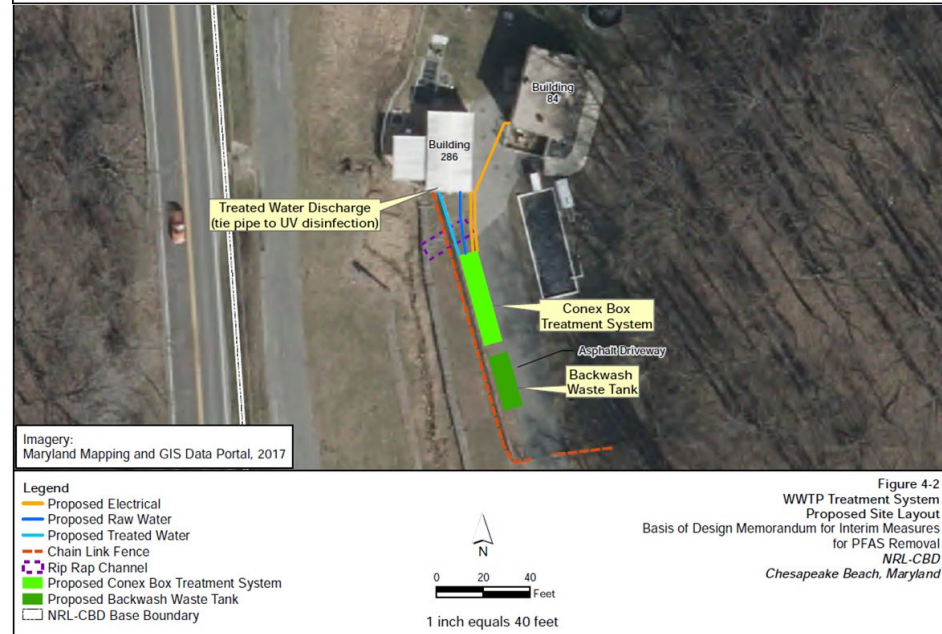 Building
84
Building
286
Treated Water Discharge
(tie pipe to UV disinfection)
Conex Box
Treatment System
Asphalt Driveway
Backwash
Waste Tank
Imagery:
Maryland Mapping and GIS Data Portal, 2017
Legend
Proposed Electrical
Proposed Raw Water
Proposed Treated Water
Chain Link Fence
Rip Rap Channel
Proposed Conex Box Treatment System
Proposed Backwash Waste Tank
NRL-CBD Base Boundary
N
0 20 40
Feet
1 inch equals 40 feet
Figure 4-2
WWTP Treatment System
Proposed Site Layout
Basis of Design Memorandum for Interim Measures
for PFAS Removal
NRL-CBD
Chesapeake Beach, Maryland